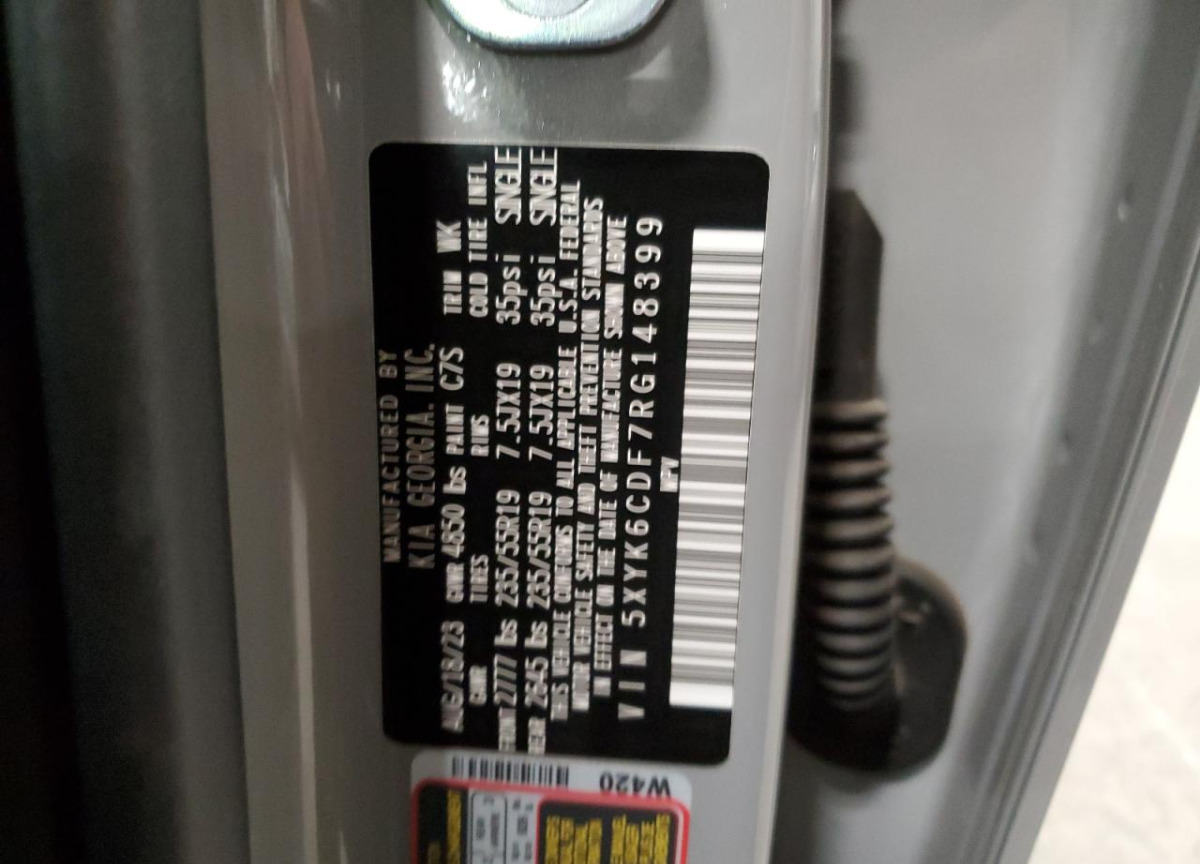 MANUFACTURED BY
KIA GEORGIA. INC.
AUG/18/23 GVWR 4850 lbs PAINT C7S TRIM WK
GAWR TIRES RIMS COLD TIRE INFL
FRONT 2777 lbs 235/55R19 7.5JX19 35psi SINGLE
REAR 2645 lbs 235/55R19 7.5JX19 35psi SINGLE
THIS VEHICLE CONFORMS TO ALL APPLICABLE U.S.A. FEDERAL
MOTOR VEHICLE SAFETY AND THEFT PREVENTION STANDARDS
IN EFFECT ON THE DATE OF MANUFACTURE SHOWN ABOVE
VIN 5XYK6CDF7RG148399
MPV
W420